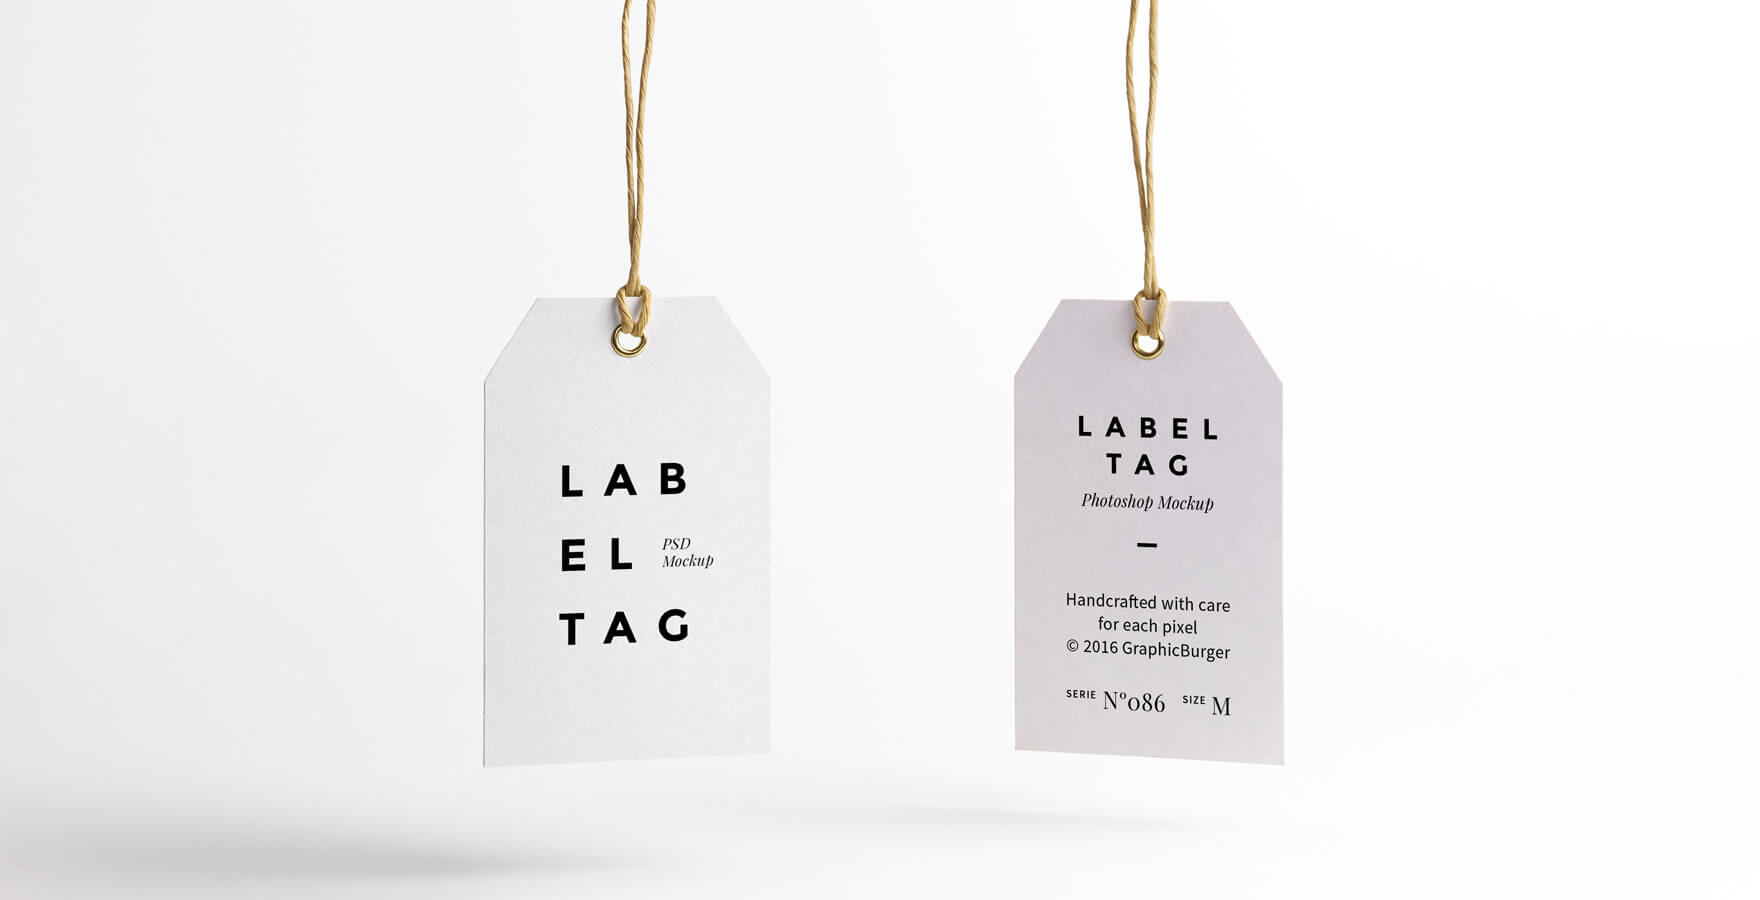 LAB
EL
PSD
Mockup
TAG
LABEL
TAG
Photoshop Mockup
—
Handcrafted with care
for each pixel
© 2016 GraphicBurger
SERIE Nº086 SIZE M